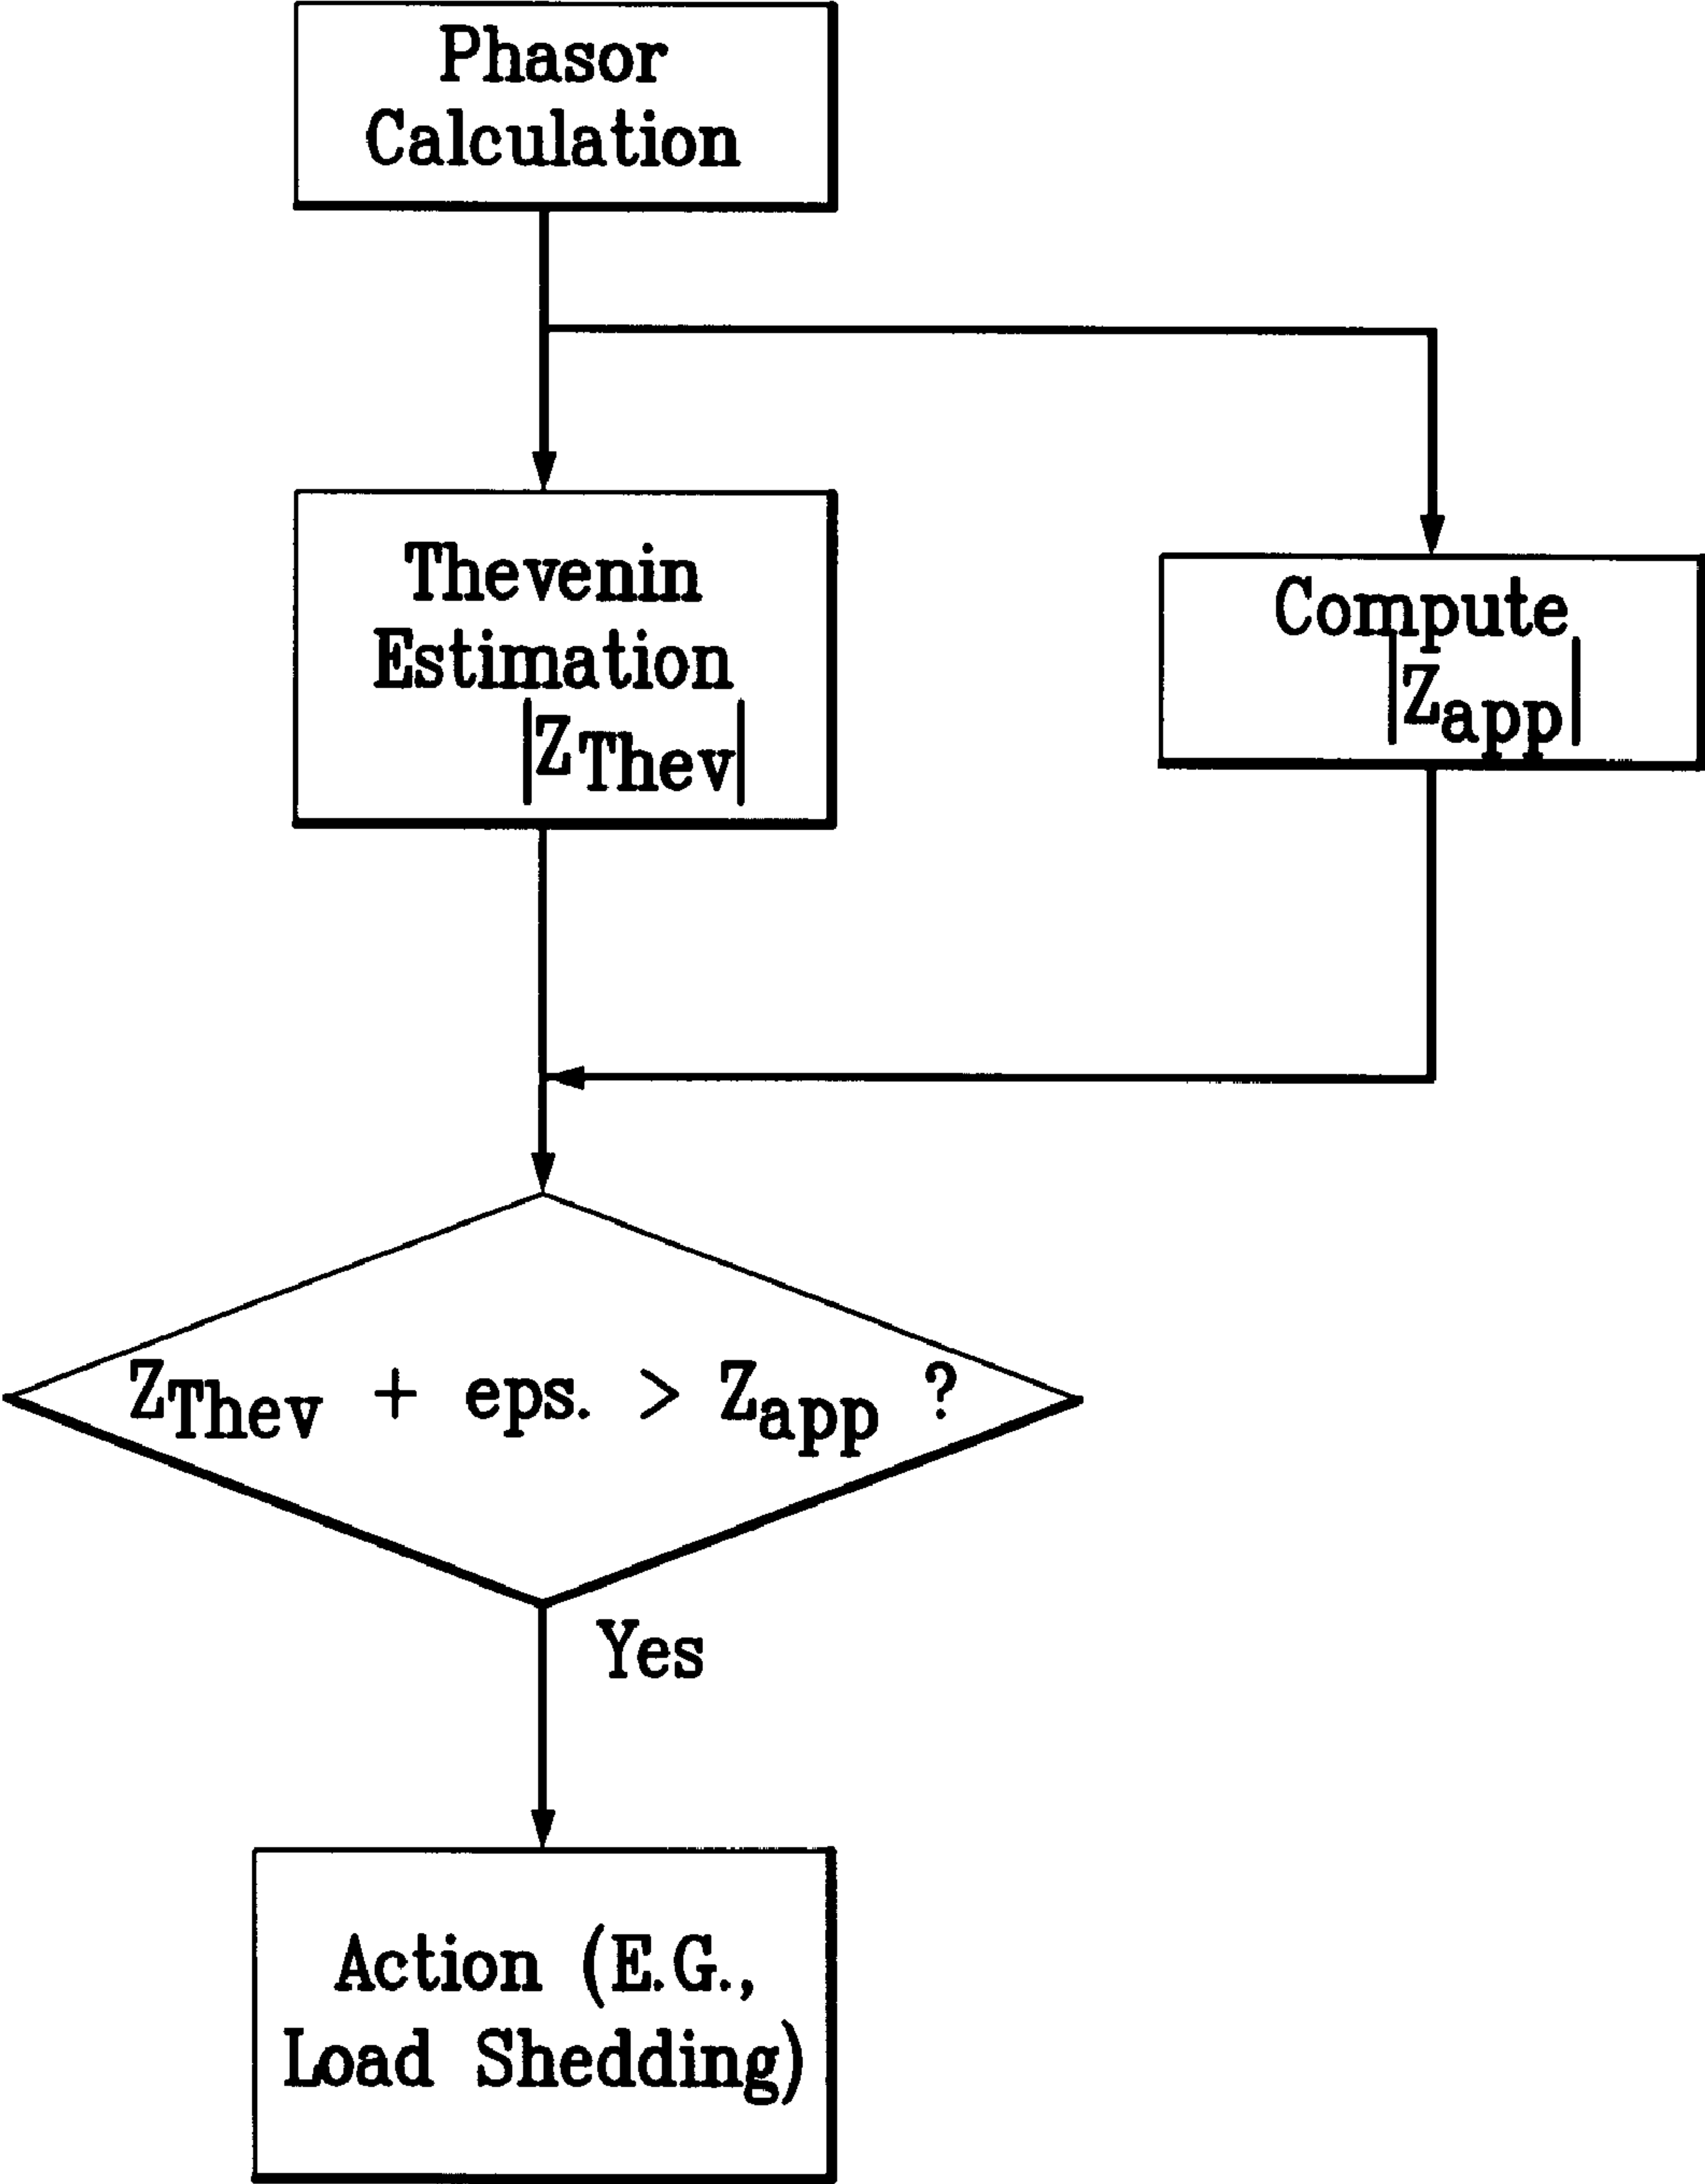 Phasor
Calculation
Thevenin
Estimation
|ZThev|
Compute
|Zapp|
ZThev + eps. > Zapp ?
Yes
Action (E.G.,
Load Shedding)